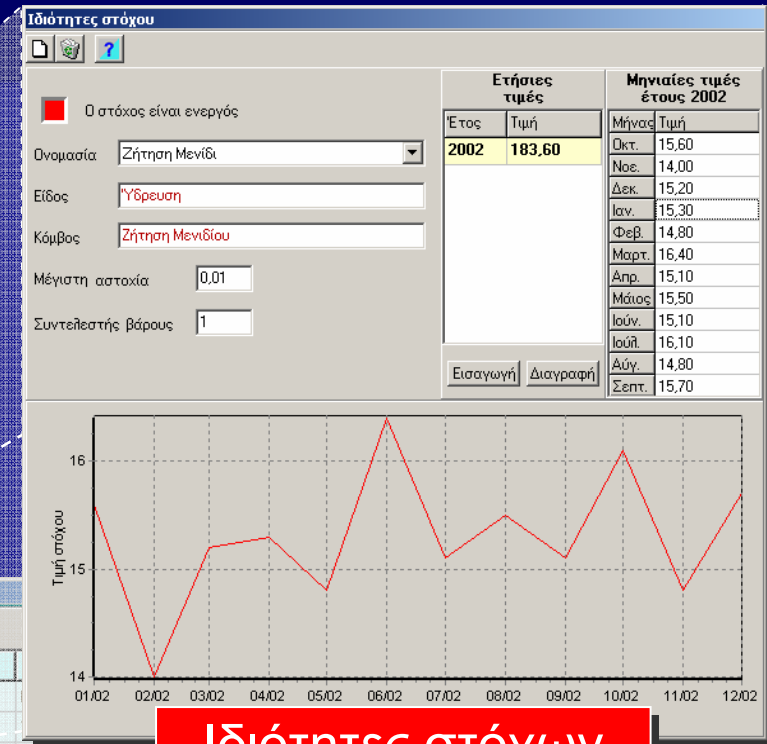 Ιδιότητες στόχου
?
Ο στόχος είναι ενεργός
Ονομασία Ζήτηση Μενίδι
Είδος Ύδρευση
Κόμβος Ζήτηση Μενιδίου
Μέγιστη αστοχία 0,01
Συντελεστής βάρους 1
Ετήσιες
τιμές
Έτος Τιμή
2002 183,60
Εισαγωγή Διαγραφή
Μηνιαίες τιμές
έτους 2002
Μήνας Τιμή
Οκτ. 15,60
Νοε. 14,00
Δεκ. 15,20
Ιαν. 15,30
Φεβ. 14,80
Μαρτ. 16,40
Απρ. 15,10
Μάιος 15,50
Ιούν. 15,10
Ιούλ. 16,10
Αύγ. 14,80
Σεπτ. 15,70
Τιμή στόχου
16
15
14
01/02 02/02 03/02 04/02 05/02 06/02 07/02 08/02 09/02 10/02 11/02 12/02
Ιδιότητες στόχων